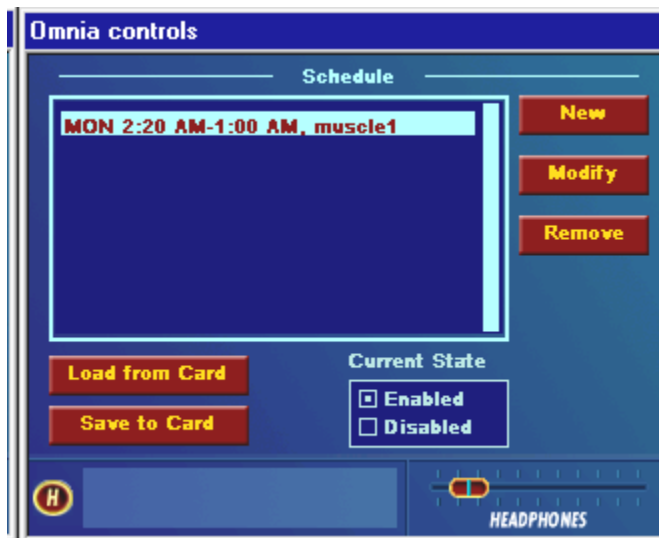 Omnia controls
Schedule
MON 2:20 AM-1:00 AM, muscle1
New
Modify
Remove
Load from Card
Save to Card
Current State
Enabled
Disabled
H
HEADPHONES